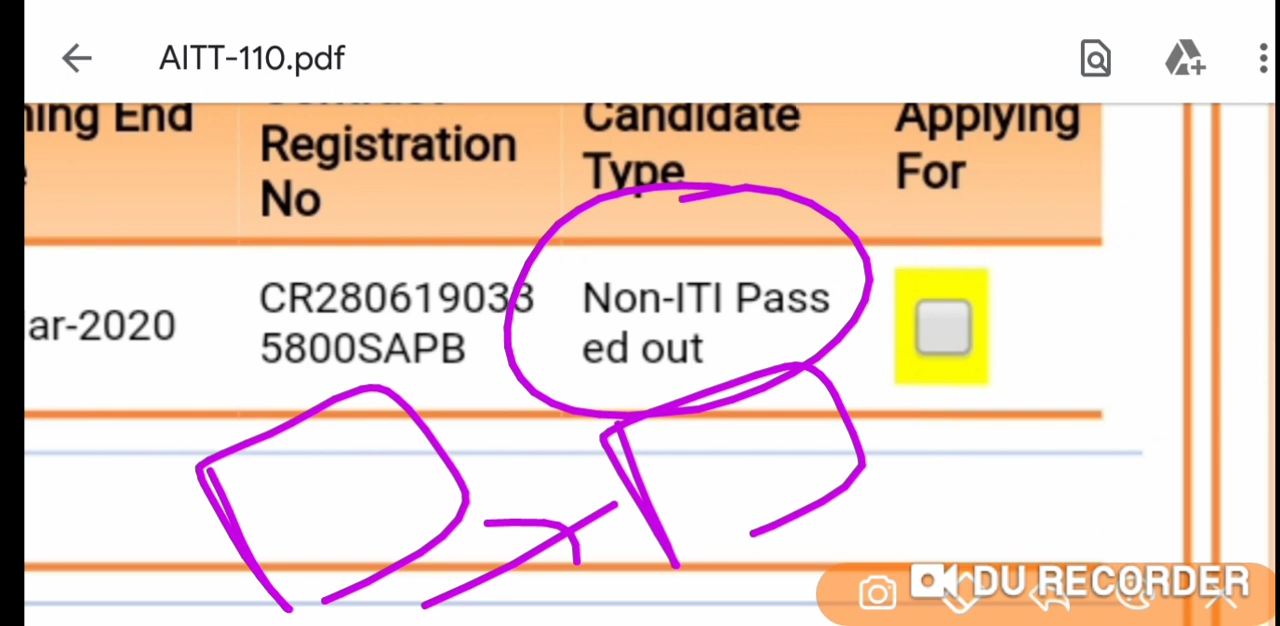 AITT-110.pdf
ning End
Contract
Registration
No
Candidate
Type
Applying
For
ar-2020
CR280619033
5800SAPB
Non-ITI Pass
ed out
DU RECORDER